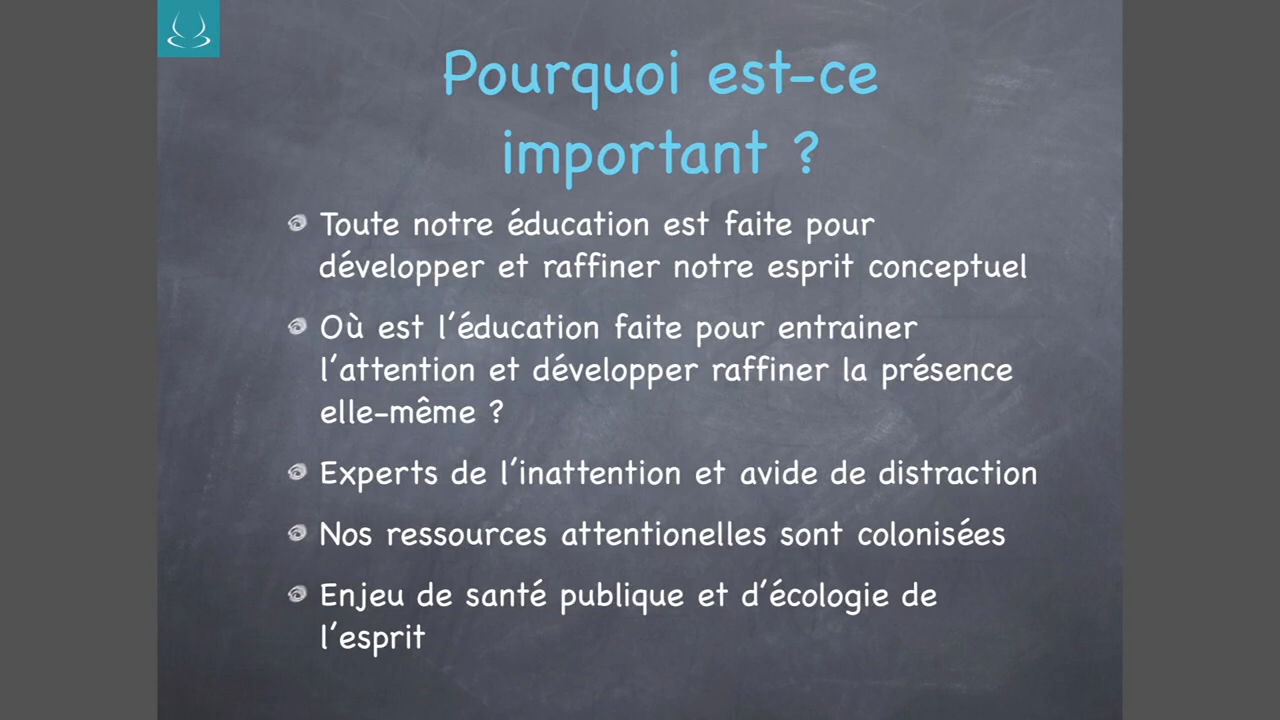 Pourquoi est-ce
important ?
Toute notre éducation est faite pour
développer et raffiner notre esprit conceptuel
Où est l'éducation faite pour entrainer
l'attention et développer raffiner la présence
elle-même ?
Experts de l'inattention et avide de distraction
Nos ressources attentionelles sont colonisées
Enjeu de santé publique et d'écologie de
l'esprit